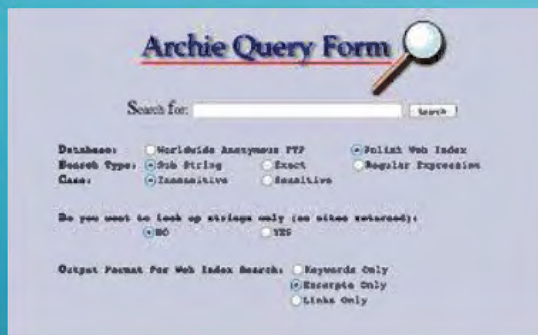 Archie Query Form
Search for: Search
Database: Worldwide Anonymous FTP Polish Web Index
Search Type: Sub String Exact Regular Expression
Case: Insensitive Sensitive
Do you want to look up strings only (no sites returned):
NO YES
Output Format For Web Index Search: Keywords Only
Excerpts Only
Links Only